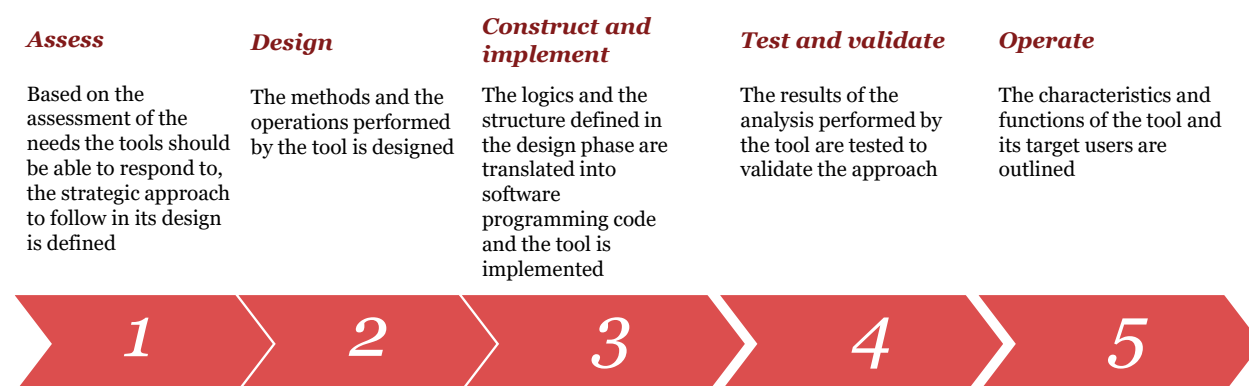 Assess
Based on the
assessment of the
needs the tools should
be able to respond to,
the strategic approach
to follow in its design
is defined
Design
The methods and the
operations performed
by the tool is designed
Construct and
implement
The logics and the
structure defined in
the design phase are
translated into
software
programming code
and the tool is
implemented
Test and validate
The results of the
analysis performed by
the tool are tested to
validate the approach
Operate
The characteristics and
functions of the tool and
its target users are
outlined
1
2
3
4
5